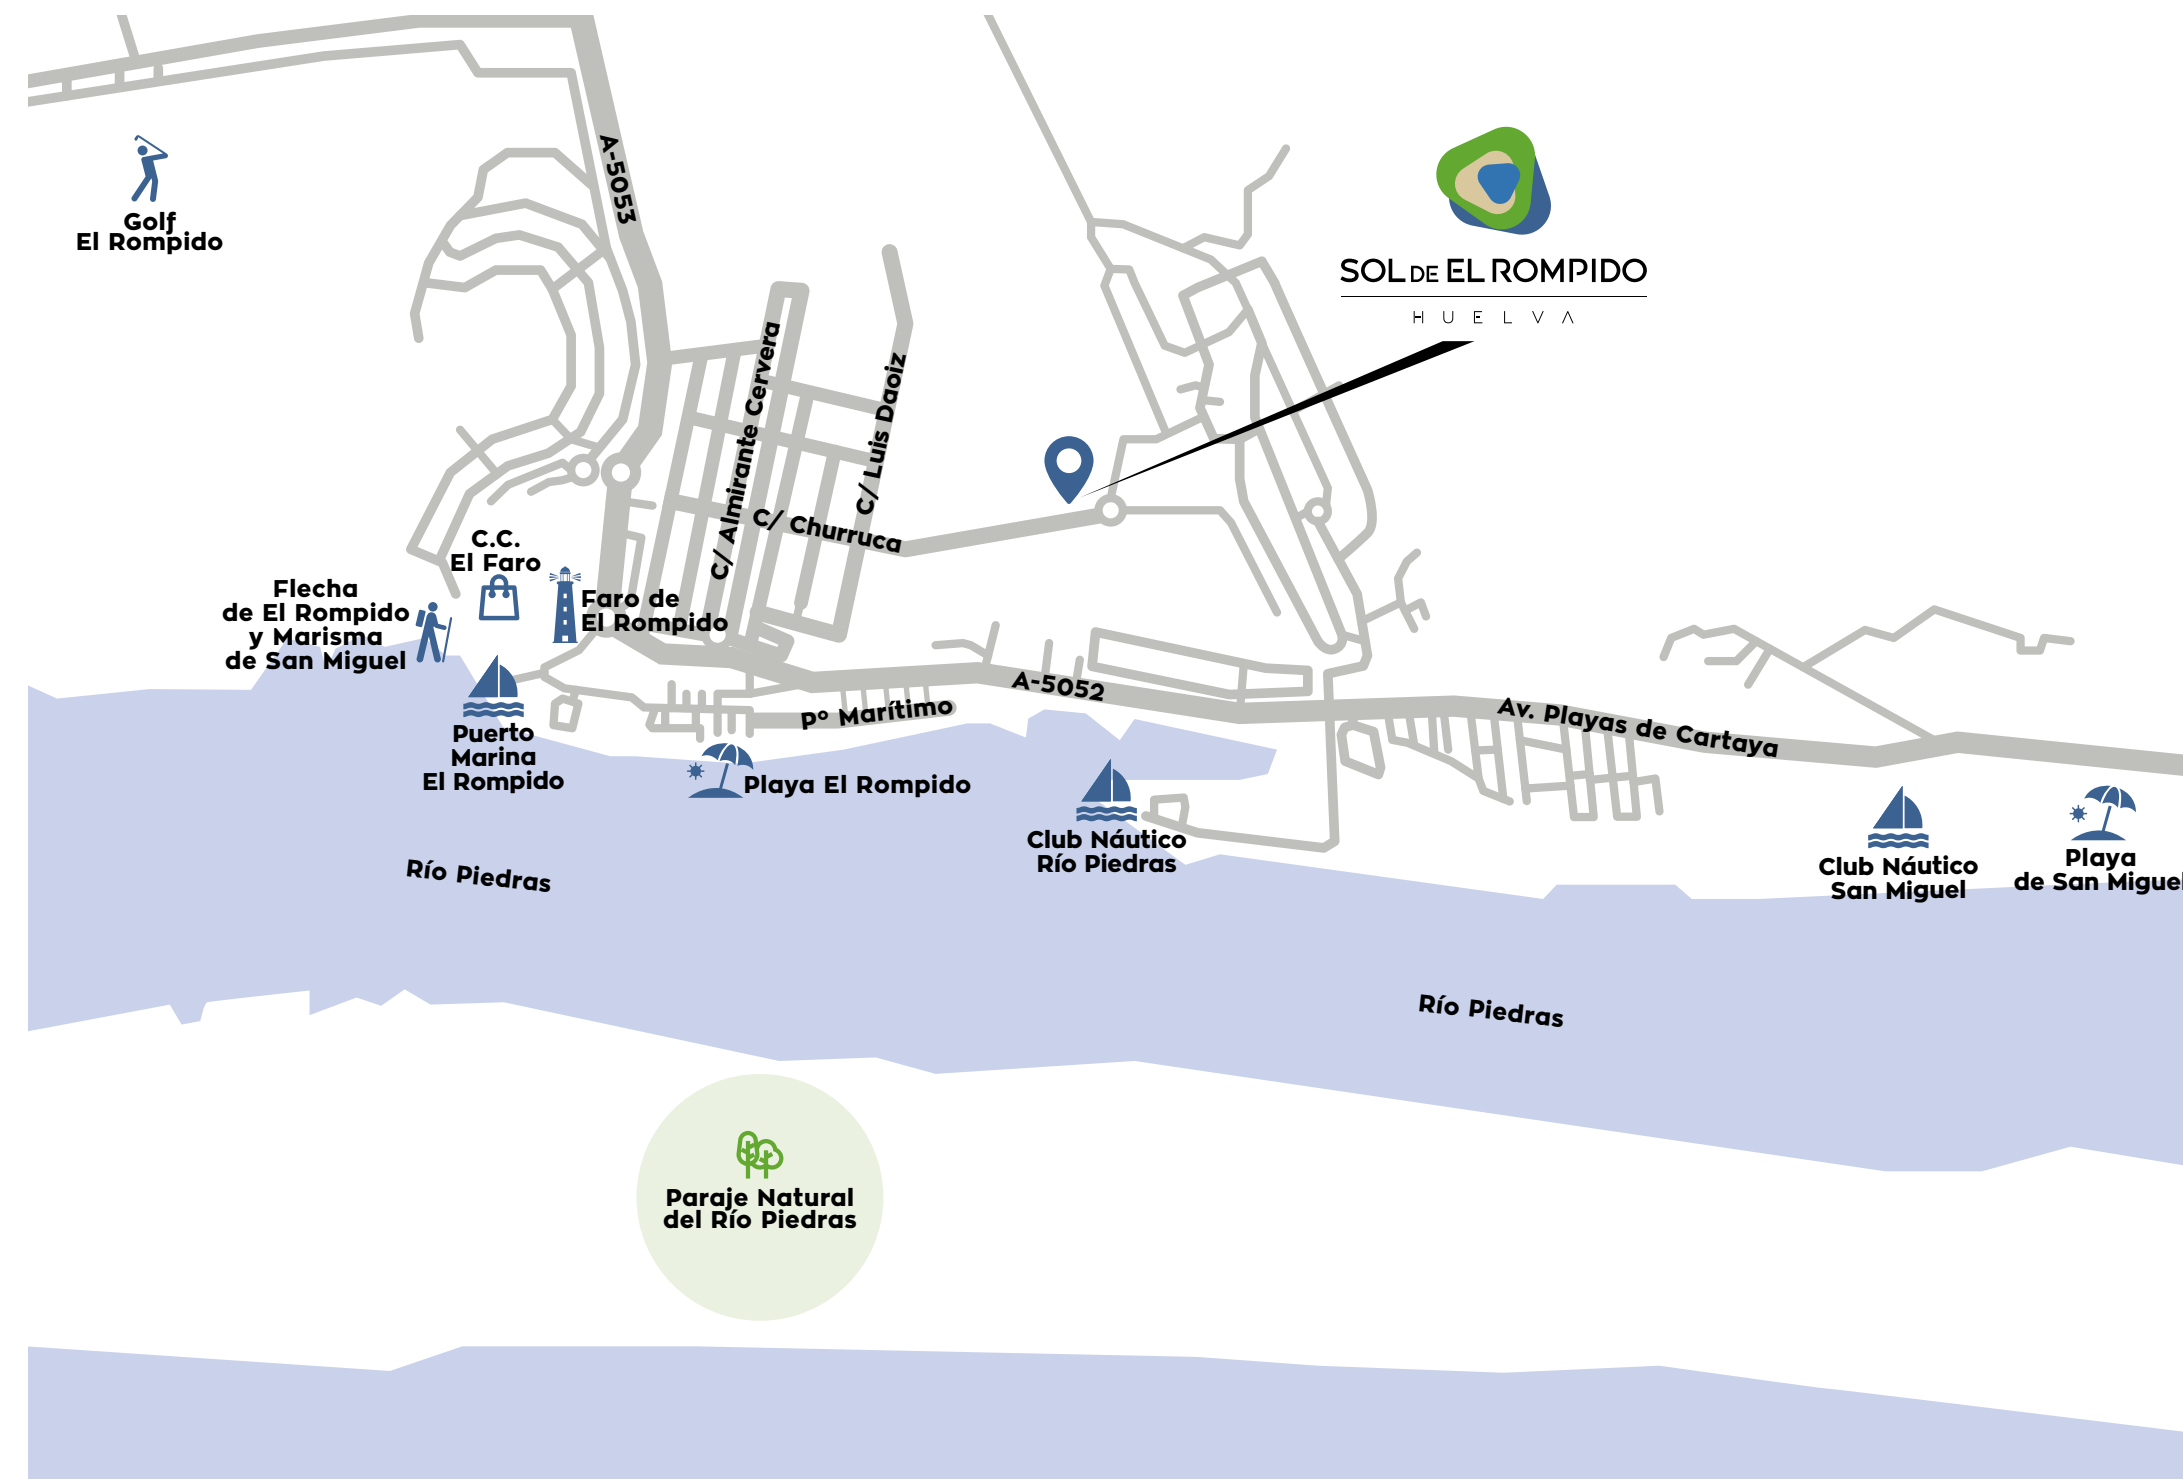 A-5053
Golf
El Rompido
SOL DE EL ROMPIDO
HUELVA
C/ Almirante Cervera
C/ Luis Daoiz
C/ Churruca
C.C.
El Faro
Flecha
de El Rompido
y Marisma
de San Miguel
Faro de
El Rompido
A-5052
Pº Marítimo
Av. Playas de Cartaya
Puerto
Marina
El Rompido
Playa El Rompido
Club Náutico
Río Piedras
Club Náutico
San Miguel
Playa
de San Miguel
Río Piedras
Río Piedras
Paraje Natural
del Río Piedras